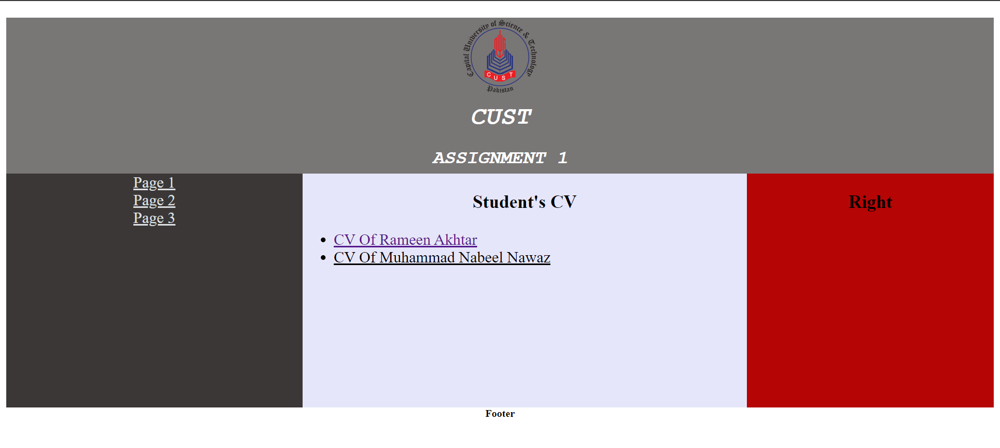 Capital University of Science & Technology
C U S T
Pakistan
CUST
ASSIGNMENT 1
Page 1
Page 2
Page 3
Student's CV
CV Of Rameen Akhtar
CV Of Muhammad Nabeel Nawaz
Right
Footer